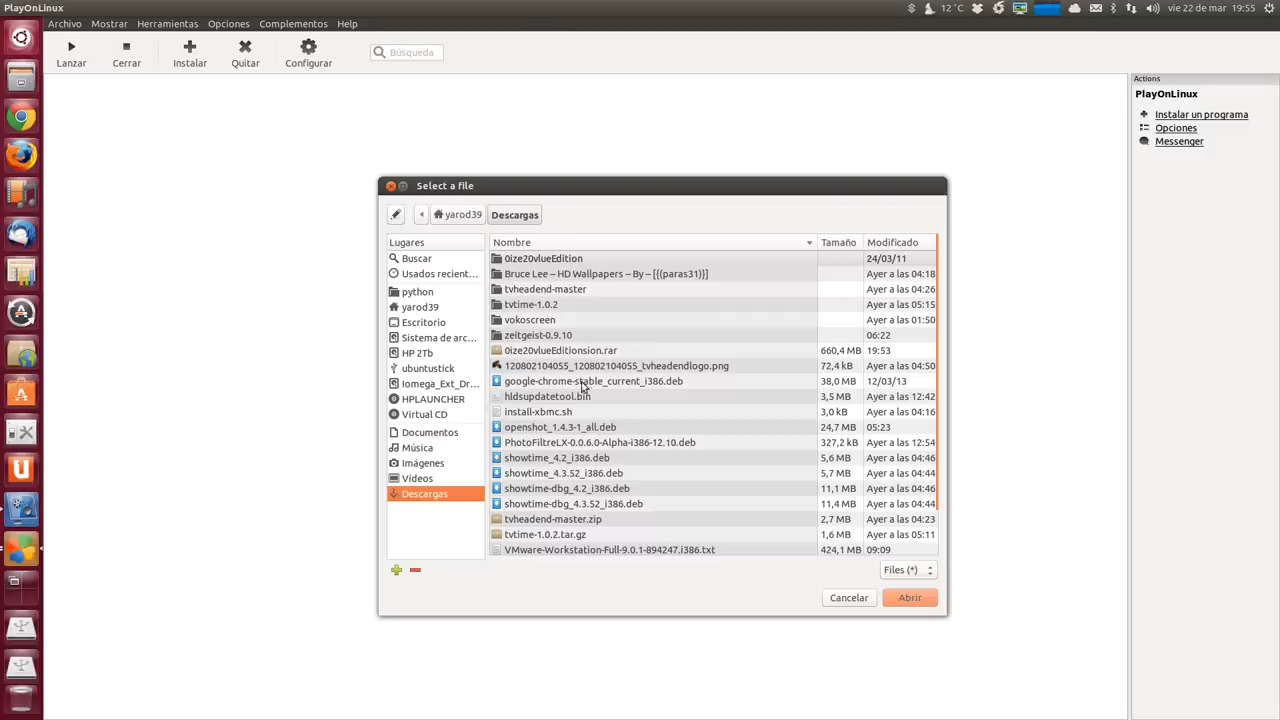 PlayOnLinux
12 °C
vie 22 de mar 19:55
Archivo Mostrar Herramientas Opciones Complementos Help
Lanzar Cerrar Instalar Quitar Configurar Búsqueda
Actions
PlayOnLinux
Instalar un programa
Opciones
Messenger
Select a file
yarod39 Descargas
Lugares
Buscar
Usados recient...
python
yarod39
Escritorio
Sistema de arc...
HP 2Tb
ubuntustick
Iomega_Ext_Dr...
HPLAUNCHER
Virtual CD
Documentos
Música
Imágenes
Vídeos
Descargas
Nombre Tamaño Modificado
0ize20vlueEdition 24/03/11
Bruce Lee – HD Wallpapers – By – [{(paras31)}] Ayer a las 04:18
tvheadend-master Ayer a las 04:26
tvtime-1.0.2 Ayer a las 05:15
vokoscreen Ayer a las 01:50
zeitgeist-0.9.10 06:22
0ize20vlueEditionsion.rar 660,4 MB 19:53
120802104055_120802104055_tvheadendlogo.png 72,4 kB Ayer a las 04:50
google-chrome-stable_current_i386.deb 38,0 MB 12/03/13
hldsupdatetool.bin 3,5 MB Ayer a las 12:42
install-xbmc.sh 3,0 kB Ayer a las 04:16
openshot_1.4.3-1_all.deb 24,7 MB 05:23
PhotoFiltreLX-0.0.6.0-Alpha-i386-12.10.deb 327,2 kB Ayer a las 12:54
showtime_4.2_i386.deb 5,6 MB Ayer a las 04:46
showtime_4.3.52_i386.deb 5,7 MB Ayer a las 04:44
showtime-dbg_4.2_i386.deb 11,1 MB Ayer a las 04:46
showtime-dbg_4.3.52_i386.deb 11,4 MB Ayer a las 04:44
tvheadend-master.zip 2,7 MB Ayer a las 04:23
tvtime-1.0.2.tar.gz 1,6 MB Ayer a las 05:11
VMware-Workstation-Full-9.0.1-894247.i386.txt 424,1 MB 09:09
Files (*)
Cancelar Abrir